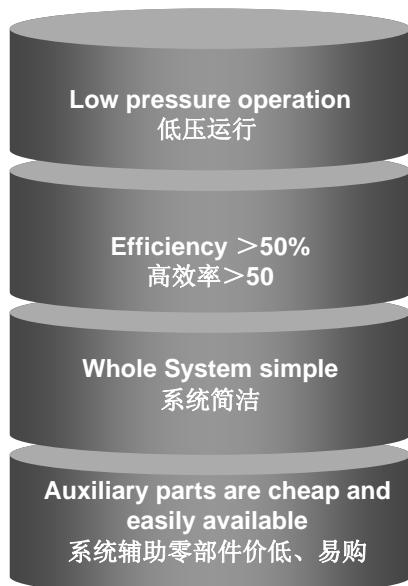 Low pressure operation
低压运行
Efficiency ＞50%
高效率＞50
Whole System simple
系统简洁
Auxiliary parts are cheap and
easily available
系统辅助零部件价低、易购